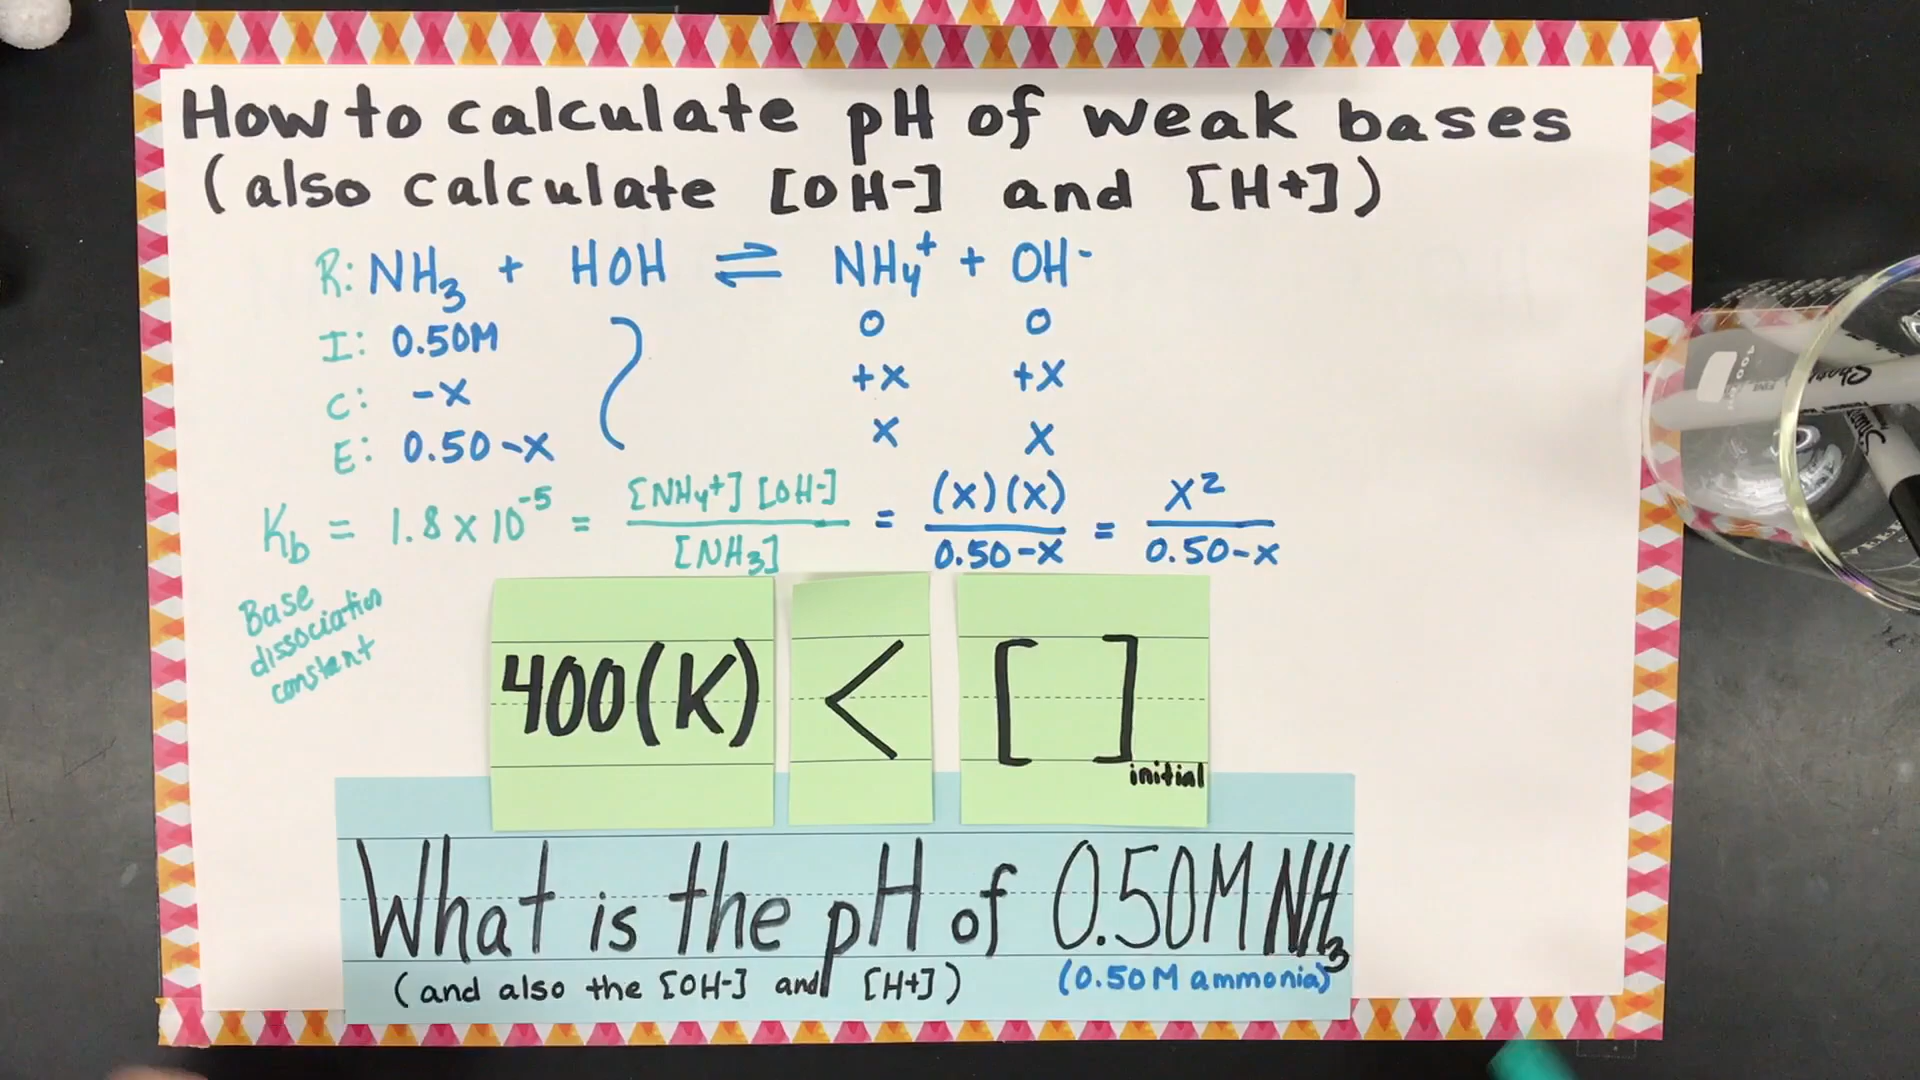 How to calculate pH of weak bases
(also calculate [OH-] and [H+])
R: NH₃ + HOH ⇌ NH₄⁺ + OH⁻
I: 0.50M 0 0
C: -x +x +x
E: 0.50-x x x
Kb = 1.8 x 10⁻⁵ = [NH₄⁺][OH-] / [NH₃] = (x)(x) / 0.50-x = x² / 0.50-x
Base
dissociation
constant
400(K) < [ ]initial
What is the pH of 0.50M NH₃
(and also the [OH-] and [H+]) (0.50M ammonia)